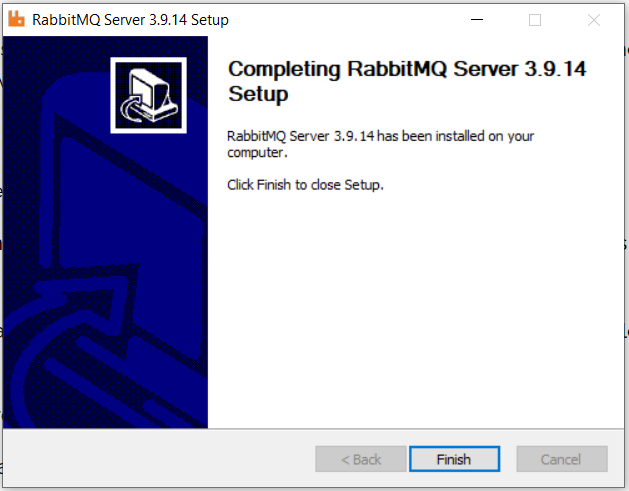 RabbitMQ Server 3.9.14 Setup
Completing RabbitMQ Server 3.9.14
Setup
RabbitMQ Server 3.9.14 has been installed on your
computer.
Click Finish to close Setup.
< Back
Finish
Cancel